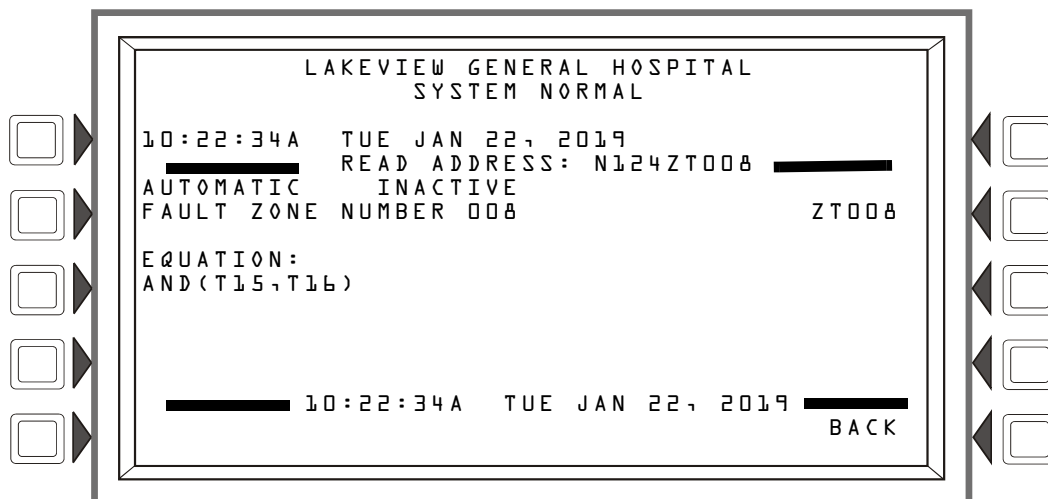 LAKEVIEW GENERAL HOSPITAL
SYSTEM NORMAL
10:22:34A TUE JAN 22, 2019
READ ADDRESS: N124ZT008
AUTOMATIC INACTIVE
FAULT ZONE NUMBER 008 ZT008
EQUATION:
AND(T15,T16)
10:22:34A TUE JAN 22, 2019
BACK